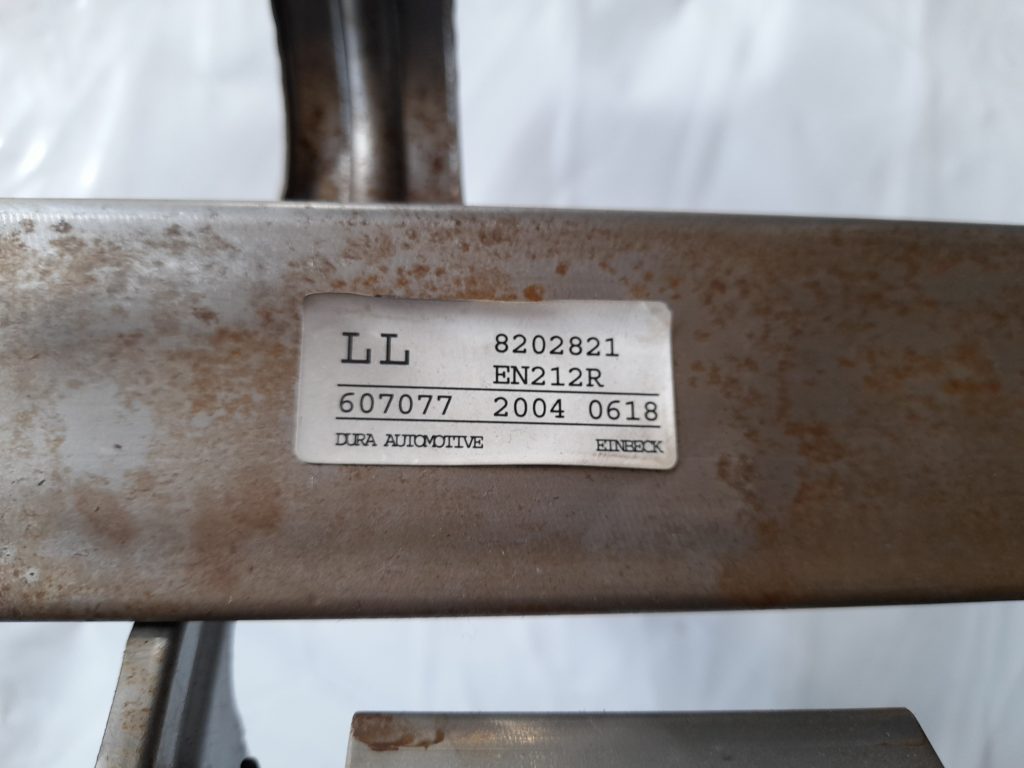 LL 8202821
EN212R
607077 2004 0618
DURA AUTOMOTIVE EINBECK